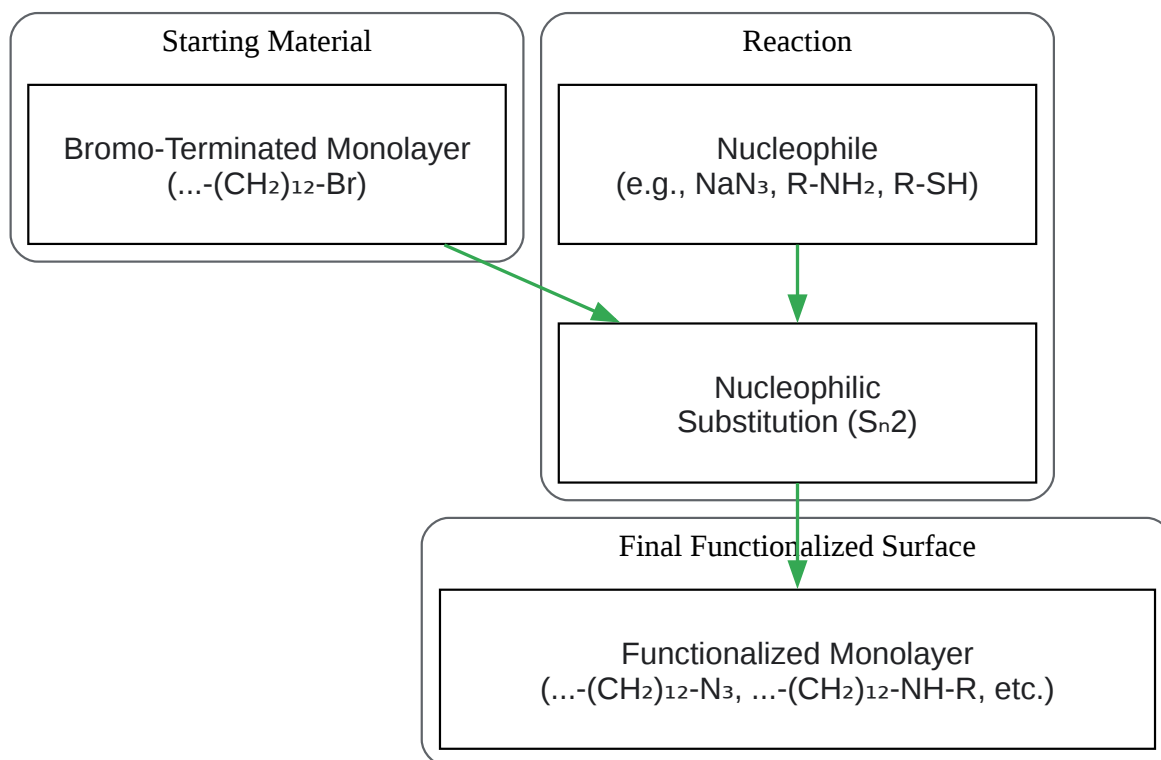 Starting Material
Bromo-Terminated Monolayer
(...-(CH₂)₁₂-Br)
Reaction
Nucleophile
(e.g., NaN₃, R-NH₂, R-SH)
Nucleophilic
Substitution (Sₙ2)
Final Functionalized Surface
Functionalized Monolayer
(...-(CH₂)₁₂-N₃, ...-(CH₂)₁₂-NH-R, etc.)